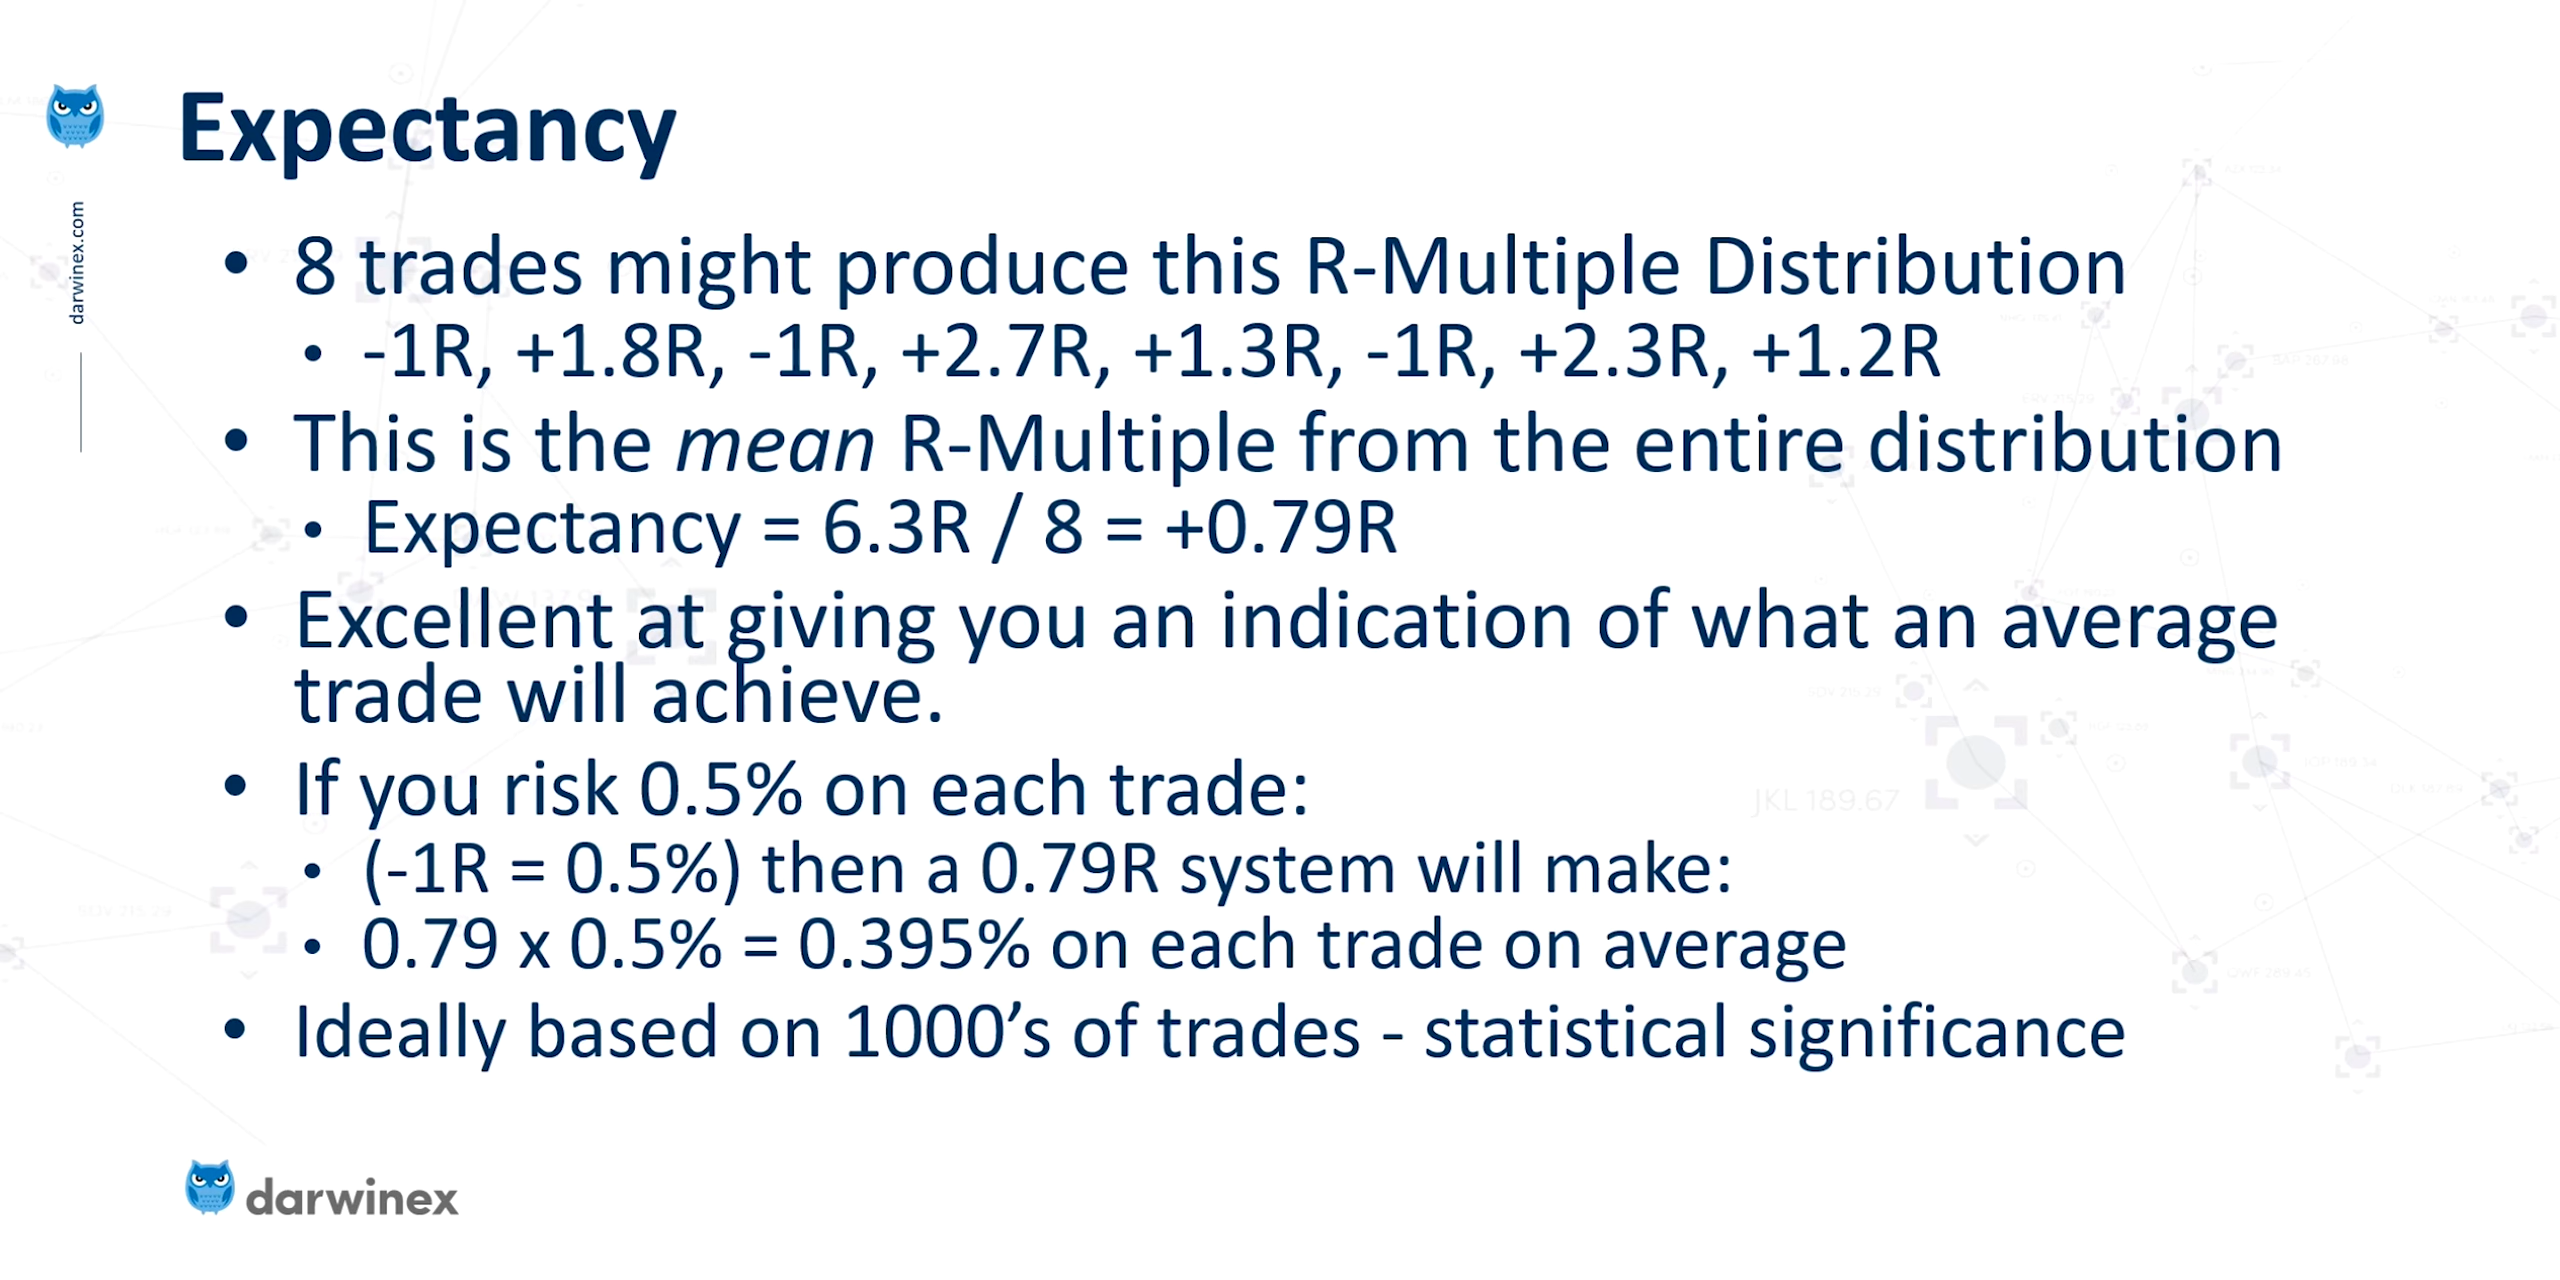 darwinex.com
Expectancy
• 8 trades might produce this R-Multiple Distribution
• -1R, +1.8R, -1R, +2.7R, +1.3R, -1R, +2.3R, +1.2R
• This is the mean R-Multiple from the entire distribution
• Expectancy = 6.3R / 8 = +0.79R
• Excellent at giving you an indication of what an average
trade will achieve.
• If you risk 0.5% on each trade:
• (-1R = 0.5%) then a 0.79R system will make:
• 0.79 x 0.5% = 0.395% on each trade on average
• Ideally based on 1000’s of trades - statistical significance
JKL 189.67
darwinex